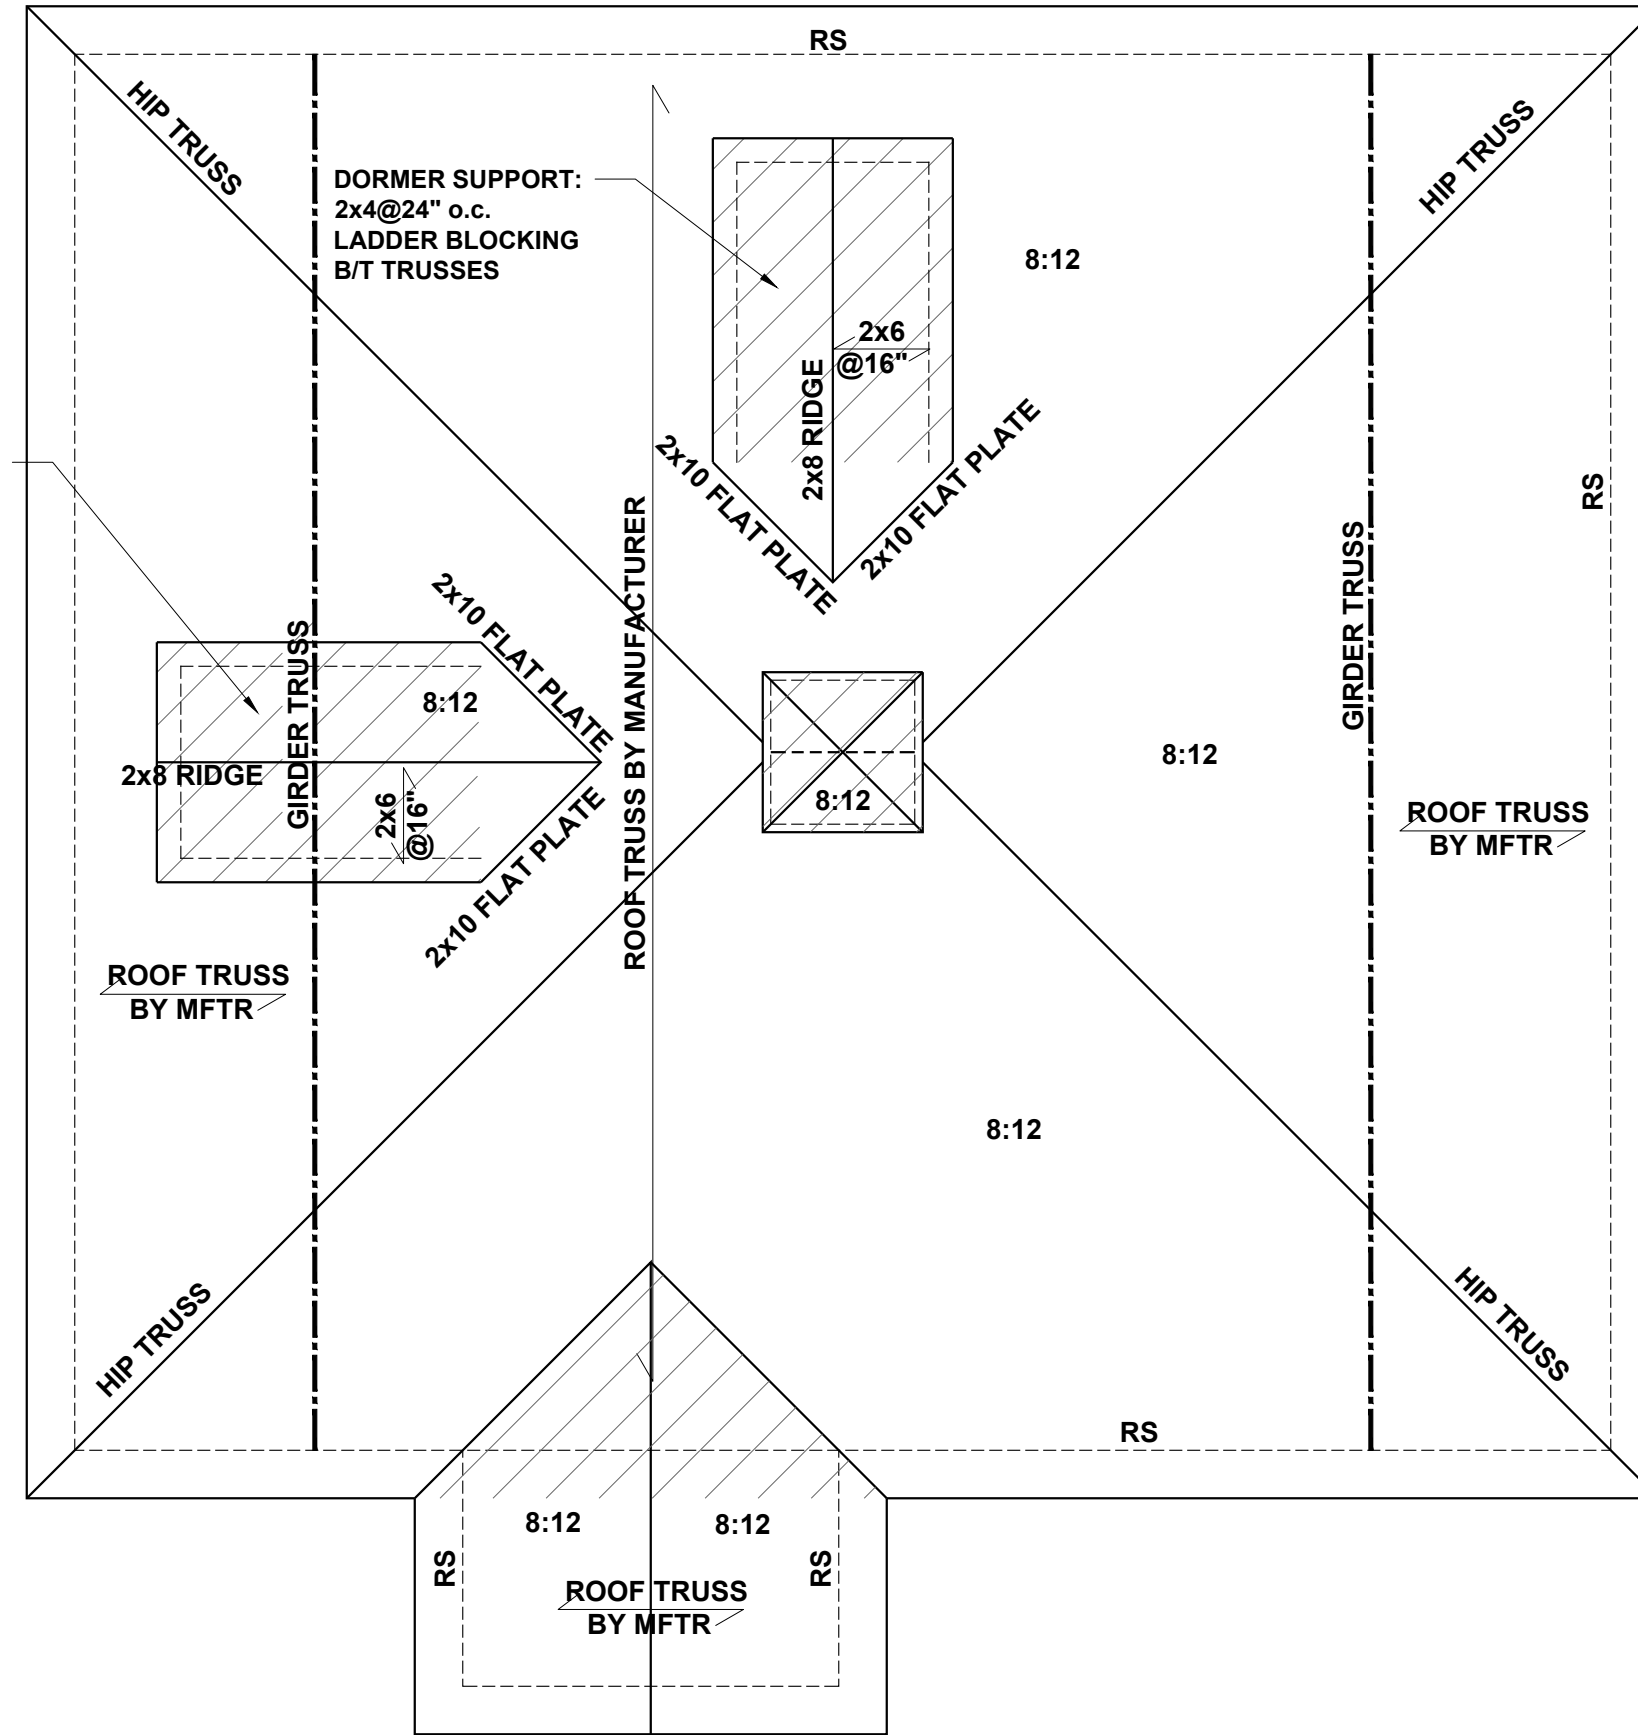 RS
HIP TRUSS
HIP TRUSS
DORMER SUPPORT:
2x4@24" o.c.
LADDER BLOCKING
B/T TRUSSES
8:12
2x6
@16"
2x8 RIDGE
2x10 FLAT PLATE
2x10 FLAT PLATE
RS
ROOF TRUSS BY MANUFACTURER
GIRDER TRUSS
GIRDER TRUSS
2x10 FLAT PLATE
8:12
2x8 RIDGE
2x6
@16"
2x10 FLAT PLATE
8:12
8:12
ROOF TRUSS
BY MFTR
ROOF TRUSS
BY MFTR
8:12
HIP TRUSS
HIP TRUSS
RS
8:12
8:12
RS
RS
ROOF TRUSS
BY MFTR